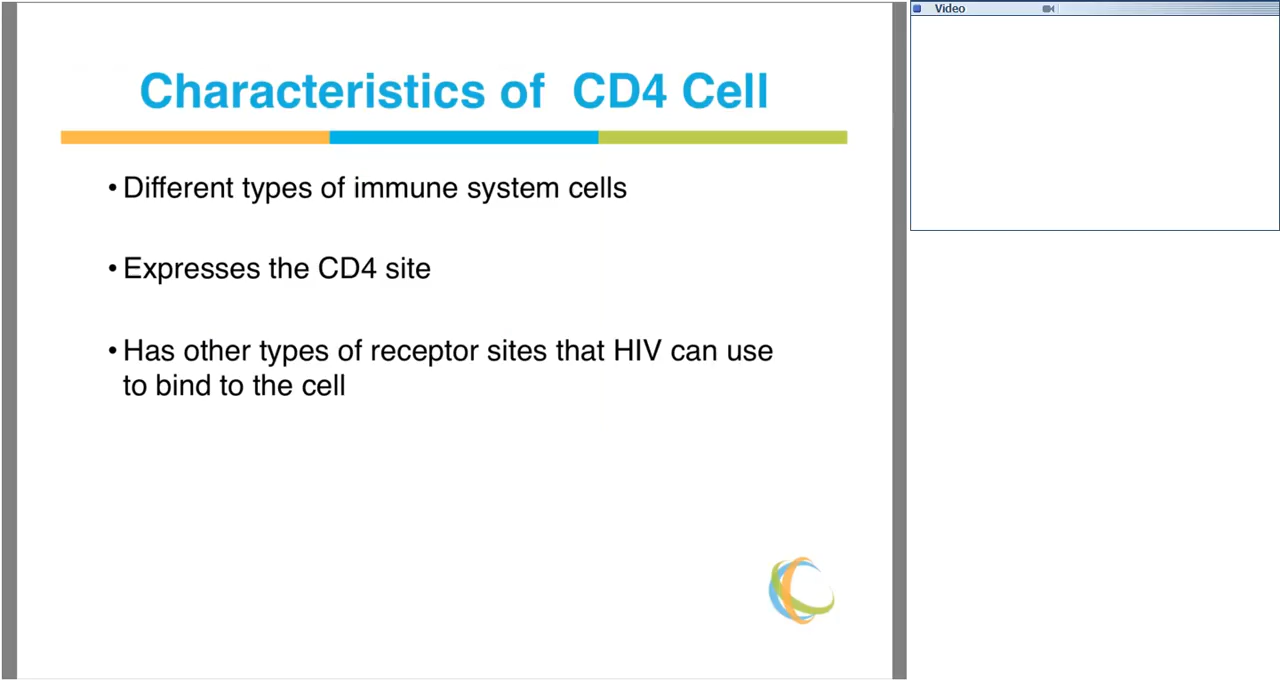 Video
Characteristics of CD4 Cell
• Different types of immune system cells
• Expresses the CD4 site
• Has other types of receptor sites that HIV can use
to bind to the cell